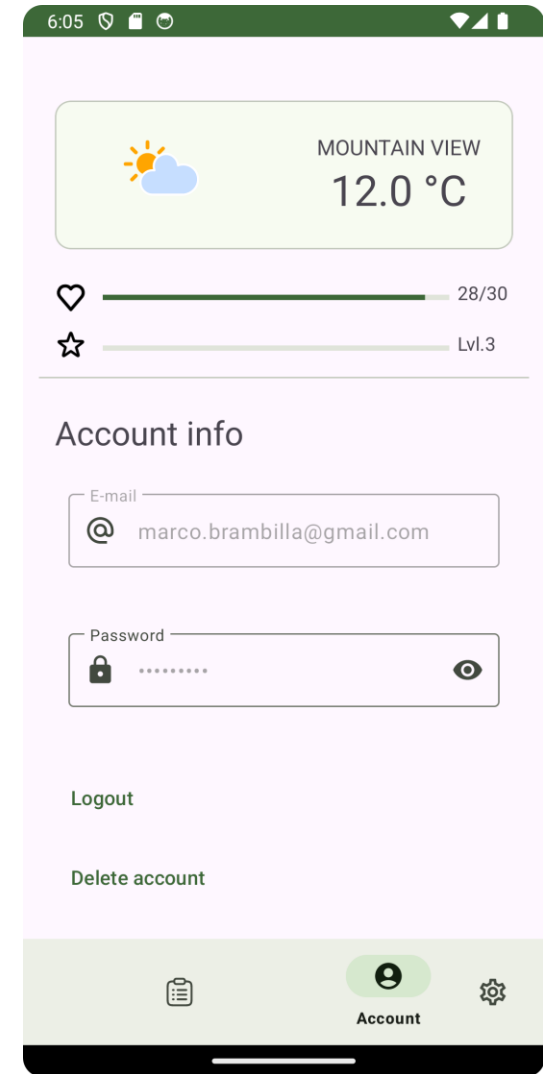 6:05
MOUNTAIN VIEW
12.0 °C
28/30
Lvl.3
Account info
E-mail
marco.brambilla@gmail.com
Password
•••••••••
Logout
Delete account
Account